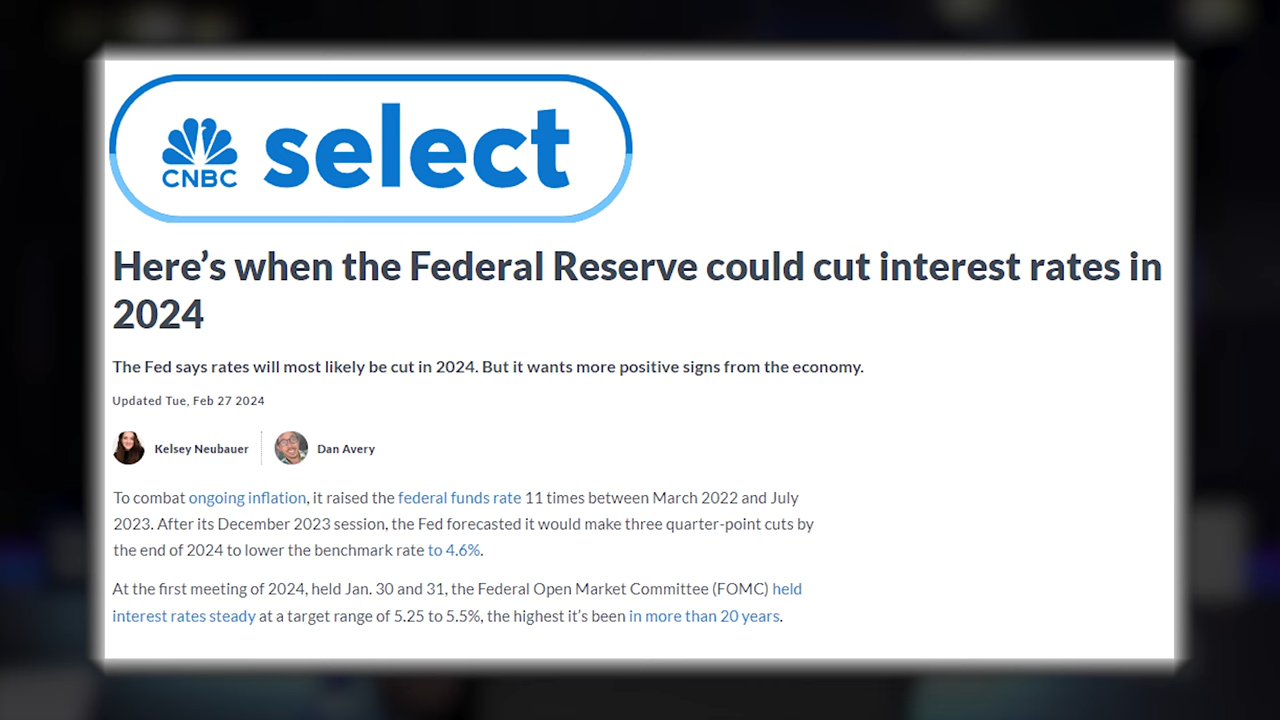 CNBC
select
Here's when the Federal Reserve could cut interest rates in
2024
The Fed says rates will most likely be cut in 2024. But it wants more positive signs from the economy.
Updated Tue, Feb 27 2024
Kelsey Neubauer
Dan Avery
To combat ongoing inflation, it raised the federal funds rate 11 times between March 2022 and July
2023. After its December 2023 session, the Fed forecasted it would make three quarter-point cuts by
the end of 2024 to lower the benchmark rate to 4.6%.
At the first meeting of 2024, held Jan. 30 and 31, the Federal Open Market Committee (FOMC) held
interest rates steady at a target range of 5.25 to 5.5%, the highest it's been in more than 20 years.